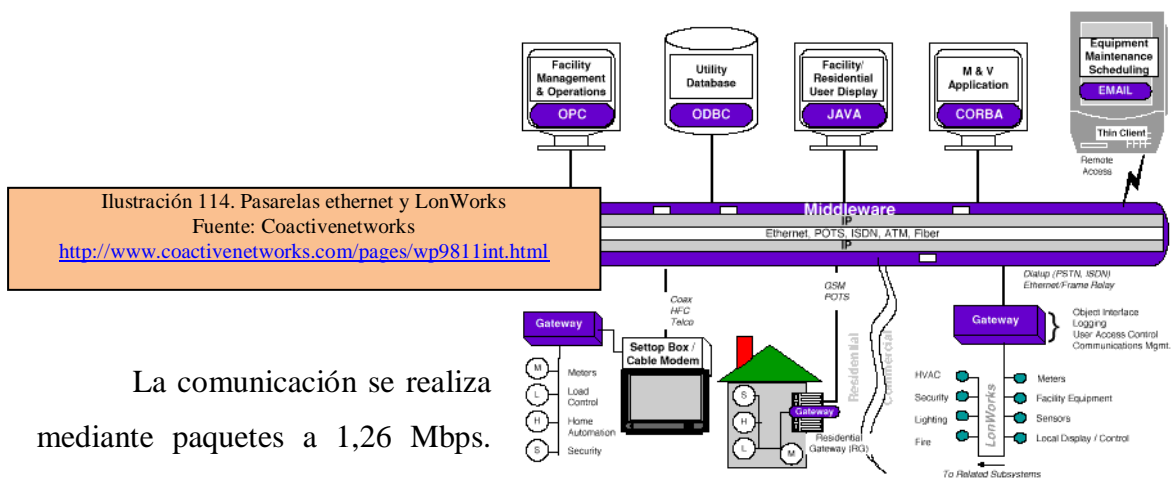 Facility
Management
& Operations
OPC
Utility
Database
ODBC
Facility/
Residential
User Display
JAVA
M & V
Application
CORBA
Equipment
Maintenance
Scheduling
EMAIL
Thin Client
Remote
Access
Ilustración 114. Pasarelas ethernet y LonWorks
Fuente: Coactivenetworks
http://www.coactivenetworks.com/pages/wp9811int.html
Middleware
IP
Ethernet, POTS, ISDN, ATM, Fiber
IP
Coax
HFC
Telco
GSM
POTS
Dialup (PSTN, ISDN)
Ethernet/Frame Relay
Gateway
Settop Box /
Cable Modem
M
Meters
L
Load
Control
H
Home
Automation
S
Security
S
H
L
M
Gateway
Residential
Gateway (RG)
Residential
Commercial
Gateway
Object Interface
Logging
User Access Control
Communications Mgmt.
HVAC
Security
Lighting
Fire
LonWorks
Meters
Facility Equipment
Sensors
Local Display / Control
To Related Subsystems
La comunicación se realiza
mediante paquetes a 1,26 Mbps.